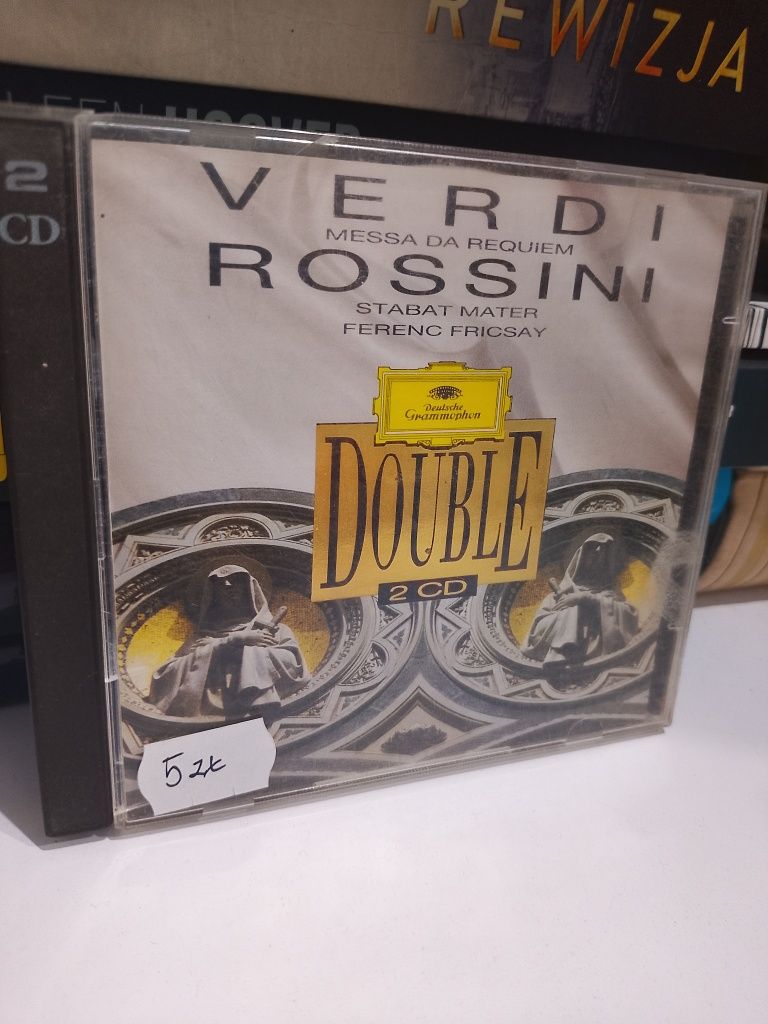 REWIZJA
HOOVER
2
CD
VERDI
MESSA DA REQUIEM
ROSSINI
STABAT MATER
FERENC FRICSAY
Deutsche
Grammophon
DOUBLE
2 CD
5 zł